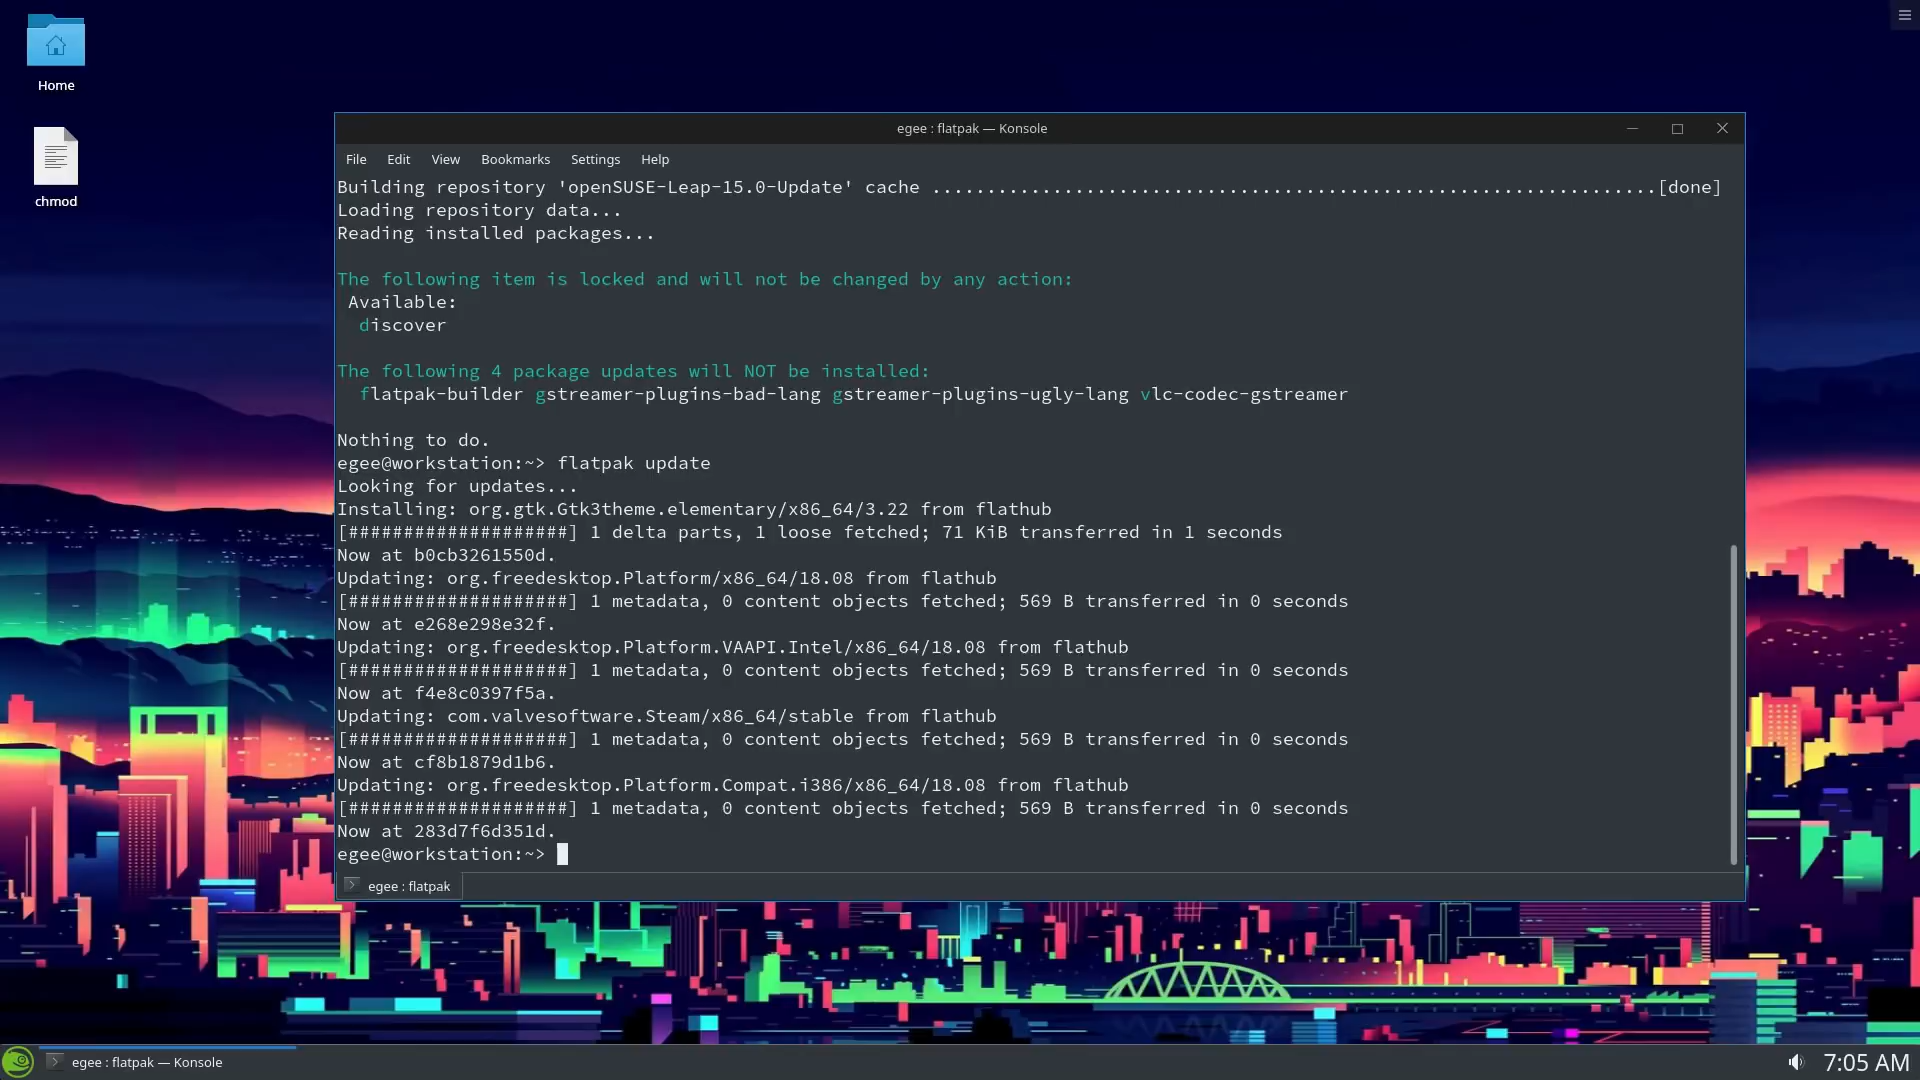 Home
chmod
egee : flatpak — Konsole
File Edit View Bookmarks Settings Help
Building repository 'openSUSE-Leap-15.0-Update' cache ..................................................................[done]
Loading repository data...
Reading installed packages...
The following item is locked and will not be changed by any action:
Available:
discover
The following 4 package updates will NOT be installed:
flatpak-builder gstreamer-plugins-bad-lang gstreamer-plugins-ugly-lang vlc-codec-gstreamer
Nothing to do.
egee@workstation:~> flatpak update
Looking for updates...
Installing: org.gtk.Gtk3theme.elementary/x86_64/3.22 from flathub
[####################] 1 delta parts, 1 loose fetched; 71 KiB transferred in 1 seconds
Now at b0cb3261550d.
Updating: org.freedesktop.Platform/x86_64/18.08 from flathub
[####################] 1 metadata, 0 content objects fetched; 569 B transferred in 0 seconds
Now at e268e298e32f.
Updating: org.freedesktop.Platform.VAAPI.Intel/x86_64/18.08 from flathub
[####################] 1 metadata, 0 content objects fetched; 569 B transferred in 0 seconds
Now at f4e8c0397f5a.
Updating: com.valvesoftware.Steam/x86_64/stable from flathub
[####################] 1 metadata, 0 content objects fetched; 569 B transferred in 0 seconds
Now at cf8b1879d1b6.
Updating: org.freedesktop.Platform.Compat.i386/x86_64/18.08 from flathub
[####################] 1 metadata, 0 content objects fetched; 569 B transferred in 0 seconds
Now at 283d7f6d351d.
egee@workstation:~>
egee : flatpak
egee : flatpak — Konsole
7:05 AM